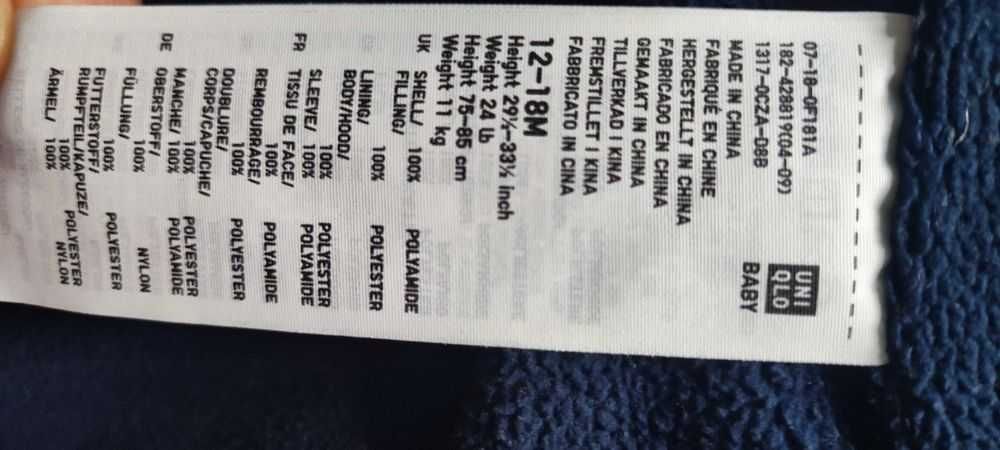 UNI
QLO
BABY
07-18-0F181A
182-428819(04-09)
1317-0CZA-D8B
MADE IN CHINA
FABRIQUÉ EN CHINE
HERGESTELLT IN CHINA
FABRICADO EN CHINA
GEMAAKT IN CHINA
TILLVERKAD I KINA
FREMSTILLET I KINA
FABBRICATO IN CINA
12-18M
Height 29½-33½ inch
Weight 24 lb
Height 75-85 cm
Weight 11 kg
UK SHELL/ 100% POLYAMIDE
FILLING/
100% POLYESTER
LINING/
BODY/HOOD/
100% POLYESTER
SLEEVE/ 100% POLYAMIDE
FR TISSU DE FACE/
100% POLYAMIDE
REMBOURRAGE/
100% POLYESTER
DOUBLURE/
CORPS/CAPUCHE/
100% POLYESTER
MANCHE/ 100% POLYAMIDE
DE OBERSTOFF/
100% NYLON
FÜLLUNG/
100% POLYESTER
FUTTERSTOFF/
RUMPFTEIL/KAPUZE/
100% POLYESTER
ÄRMEL/ 100% NYLON